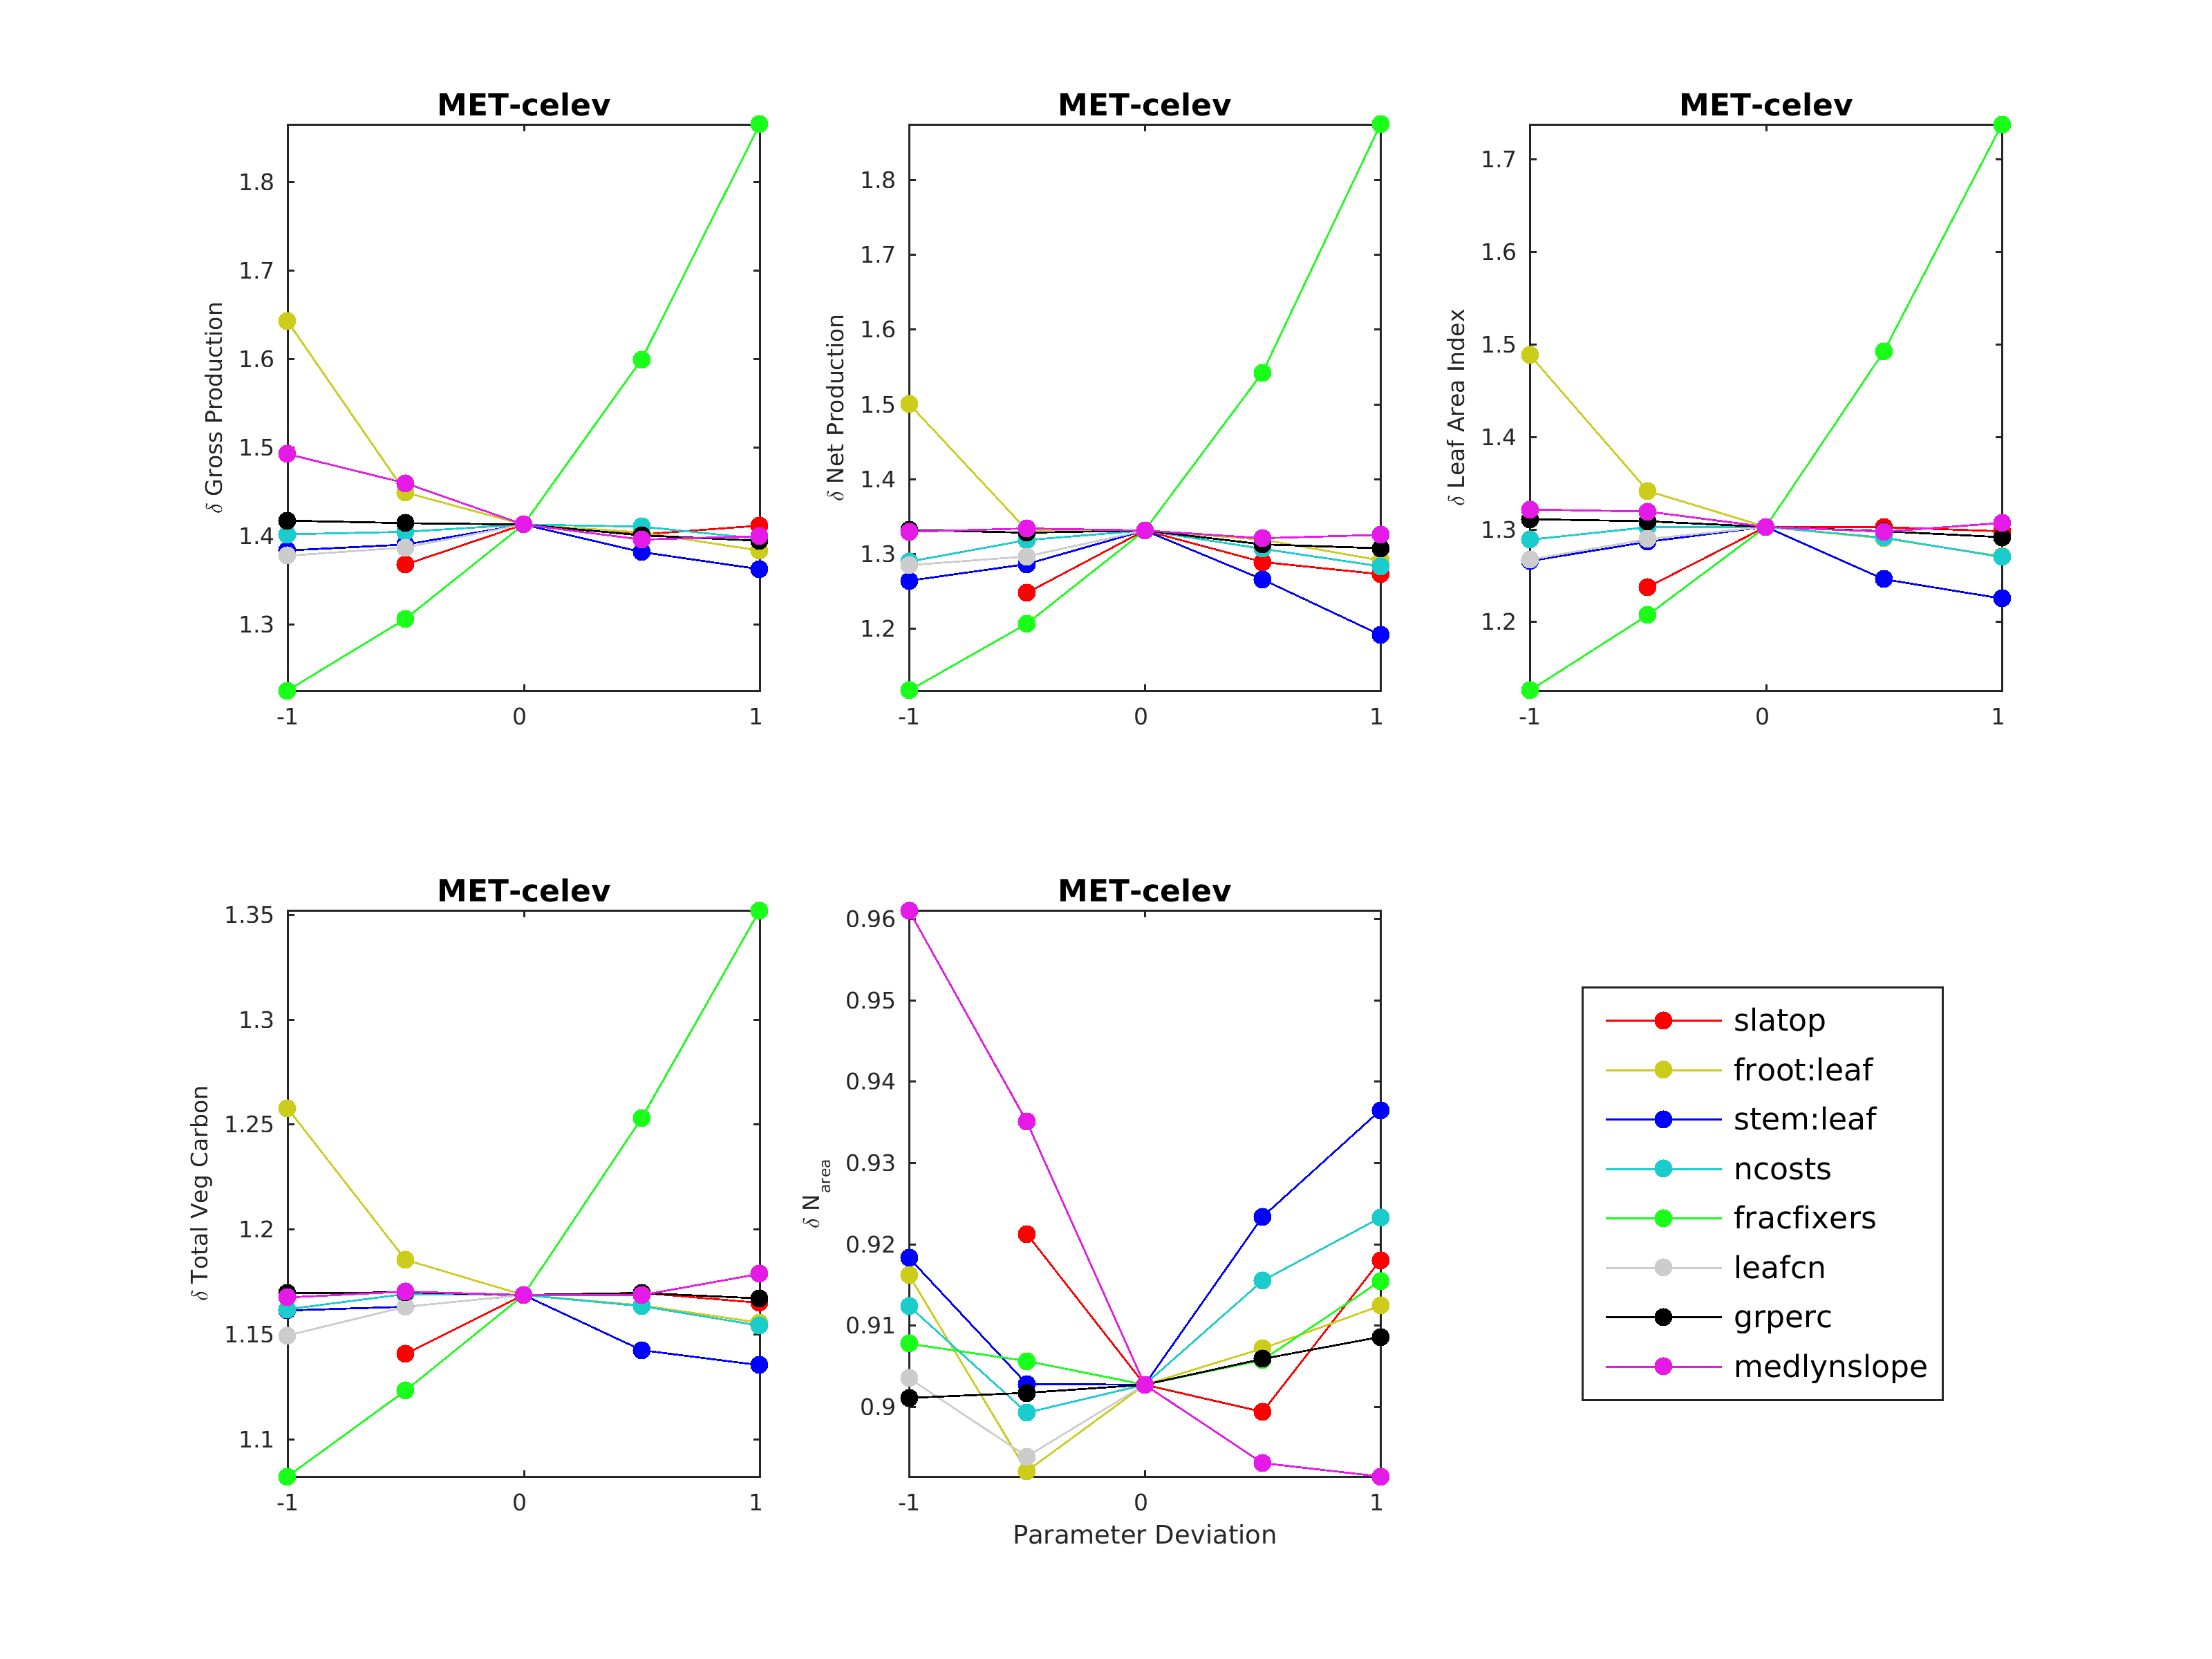 MET-celev
MET-celev
MET-celev
δ Gross Production
1.8
1.7
1.6
1.5
1.4
1.3
-1 0 1
δ Net Production
1.8
1.7
1.6
1.5
1.4
1.3
1.2
-1 0 1
δ Leaf Area Index
1.7
1.6
1.5
1.4
1.3
1.2
-1 0 1
MET-celev
MET-celev
δ Total Veg Carbon
1.35
1.3
1.25
1.2
1.15
1.1
-1 0 1
δ N area
0.96
0.95
0.94
0.93
0.92
0.91
0.9
-1 0 1
Parameter Deviation
slatop
froot:leaf
stem:leaf
ncosts
fracfixers
leafcn
grperc
medlynslope